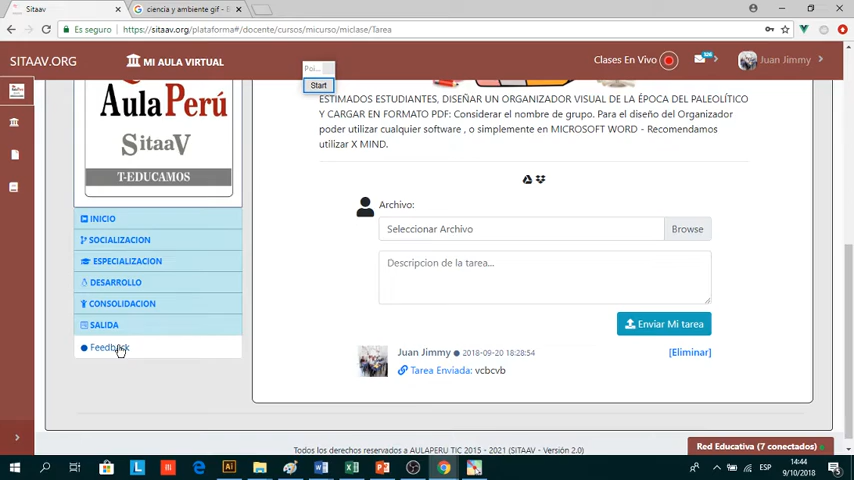 Sitaav
ciencia y ambiente gif - B
Es seguro
https://sitaav.org/plataforma#/docente/cursos/micurso/miclase/Tarea
SITAAV.ORG
MI AULA VIRTUAL
Clases En Vivo
Juan Jimmy
Poi...
Start
AulaPerú
SitaaV
T-EDUCAMOS
INICIO
SOCIALIZACION
ESPECIALIZACION
DESARROLLO
CONSOLIDACION
SALIDA
Feedback
ESTIMADOS ESTUDIANTES, DISEÑAR UN ORGANIZADOR VISUAL DE LA ÉPOCA DEL PALEOLÍTICO
Y CARGAR EN FORMATO PDF: Considerar el nombre de grupo. Para el diseño del Organizador
poder utilizar cualquier software , o simplemente en MICROSOFT WORD - Recomendamos
utilizar X MIND.
Archivo:
Seleccionar Archivo
Browse
Descripcion de la tarea...
Enviar Mi tarea
Juan Jimmy
2018-09-20 18:28:54
[Eliminar]
Tarea Enviada: vcbcvb
Todos los derechos reservados a AULAPERU TIC 2015 - 2021 (SITAAV - Versión 2.0)
Red Educativa (7 conectados)
ESP
14:44
9/10/2018